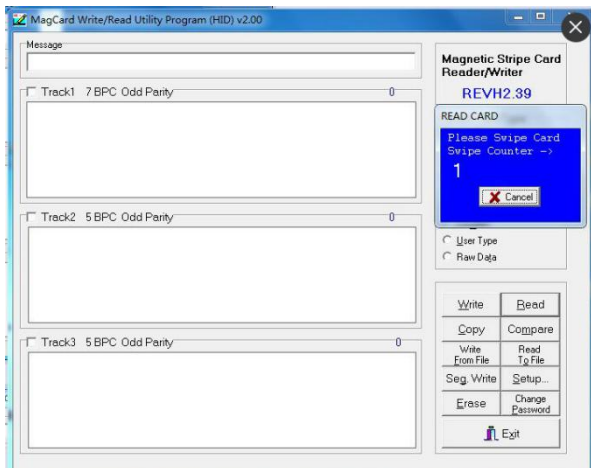 MagCard Write/Read Utility Program (HID) v2.00
Message
Track1 7 BPC Odd Parity 0
Track2 5 BPC Odd Parity 0
Track3 5 BPC Odd Parity 0
Magnetic Stripe Card
Reader/Writer
REVH2.39
READ CARD
Please Swipe Card
Swipe Counter ->
1
Cancel
User Type
Raw Data
Write Read
Copy Compare
Write
From File
Read
To File
Seg. Write Setup...
Erase
Change
Password
Exit